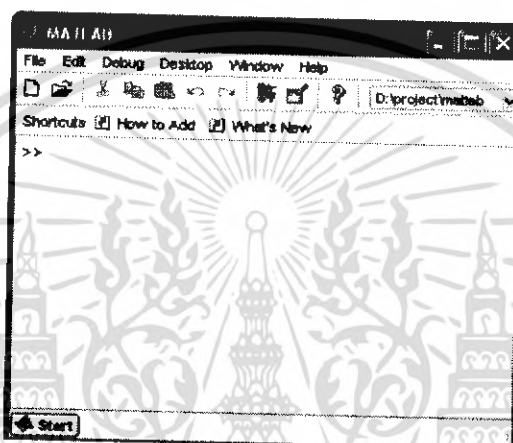 MATLAB
File Edit Debug Desktop Window Help
D:\project\matlab
Shortcuts How to Add What's New
>>
Start